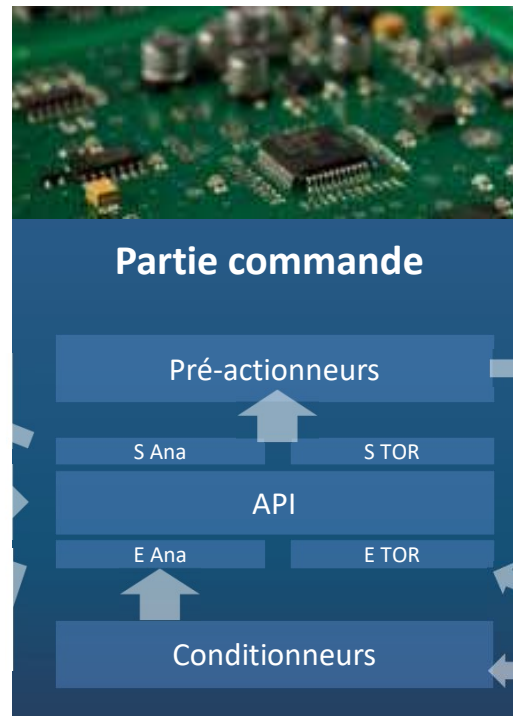 Partie commande
Pré-actionneurs
S Ana
S TOR
API
E Ana
E TOR
Conditionneurs